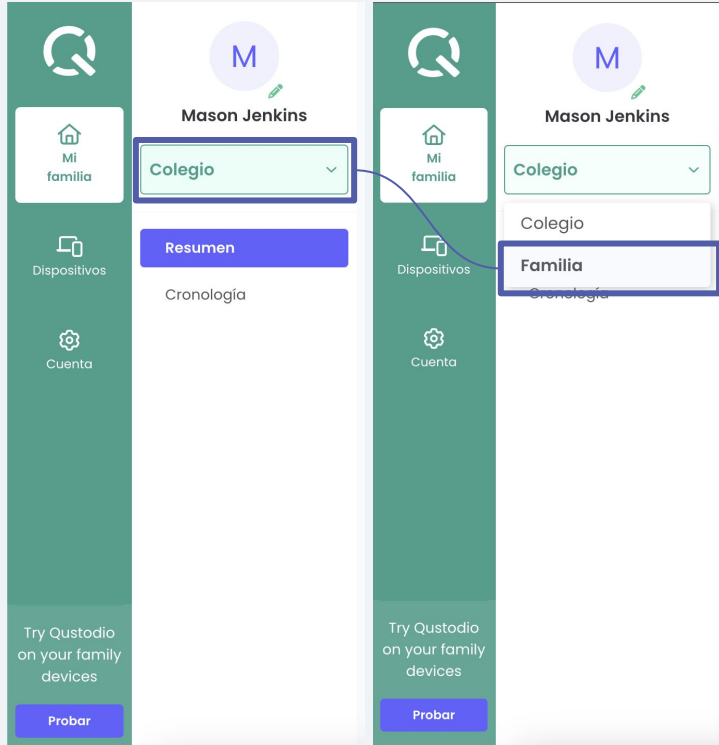 M
Mason Jenkins
Mi
familia
Colegio
Resumen
Dispositivos
Cronología
Cuenta
Try Qustodio
on your family
devices
Probar
M
Mason Jenkins
Mi
familia
Colegio
Colegio
Dispositivos
Familia
Cronología
Cuenta
Try Qustodio
on your family
devices
Probar